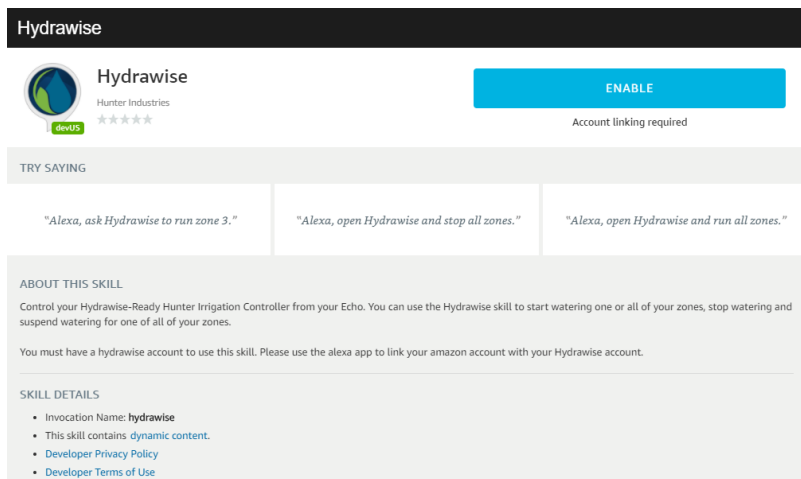 Hydrawise
Hydrawise
Hunter Industries
devUS
ENABLE
Account linking required
TRY SAYING
"Alexa, ask Hydrawise to run zone 3."
"Alexa, open Hydrawise and stop all zones."
"Alexa, open Hydrawise and run all zones."
ABOUT THIS SKILL
Control your Hydrawise-Ready Hunter Irrigation Controller from your Echo. You can use the Hydrawise skill to start watering one or all of your zones, stop watering and
suspend watering for one of all of your zones.
You must have a hydrawise account to use this skill. Please use the alexa app to link your amazon account with your Hydrawise account.
SKILL DETAILS
• Invocation Name: hydrawise
• This skill contains dynamic content.
• Developer Privacy Policy
• Developer Terms of Use